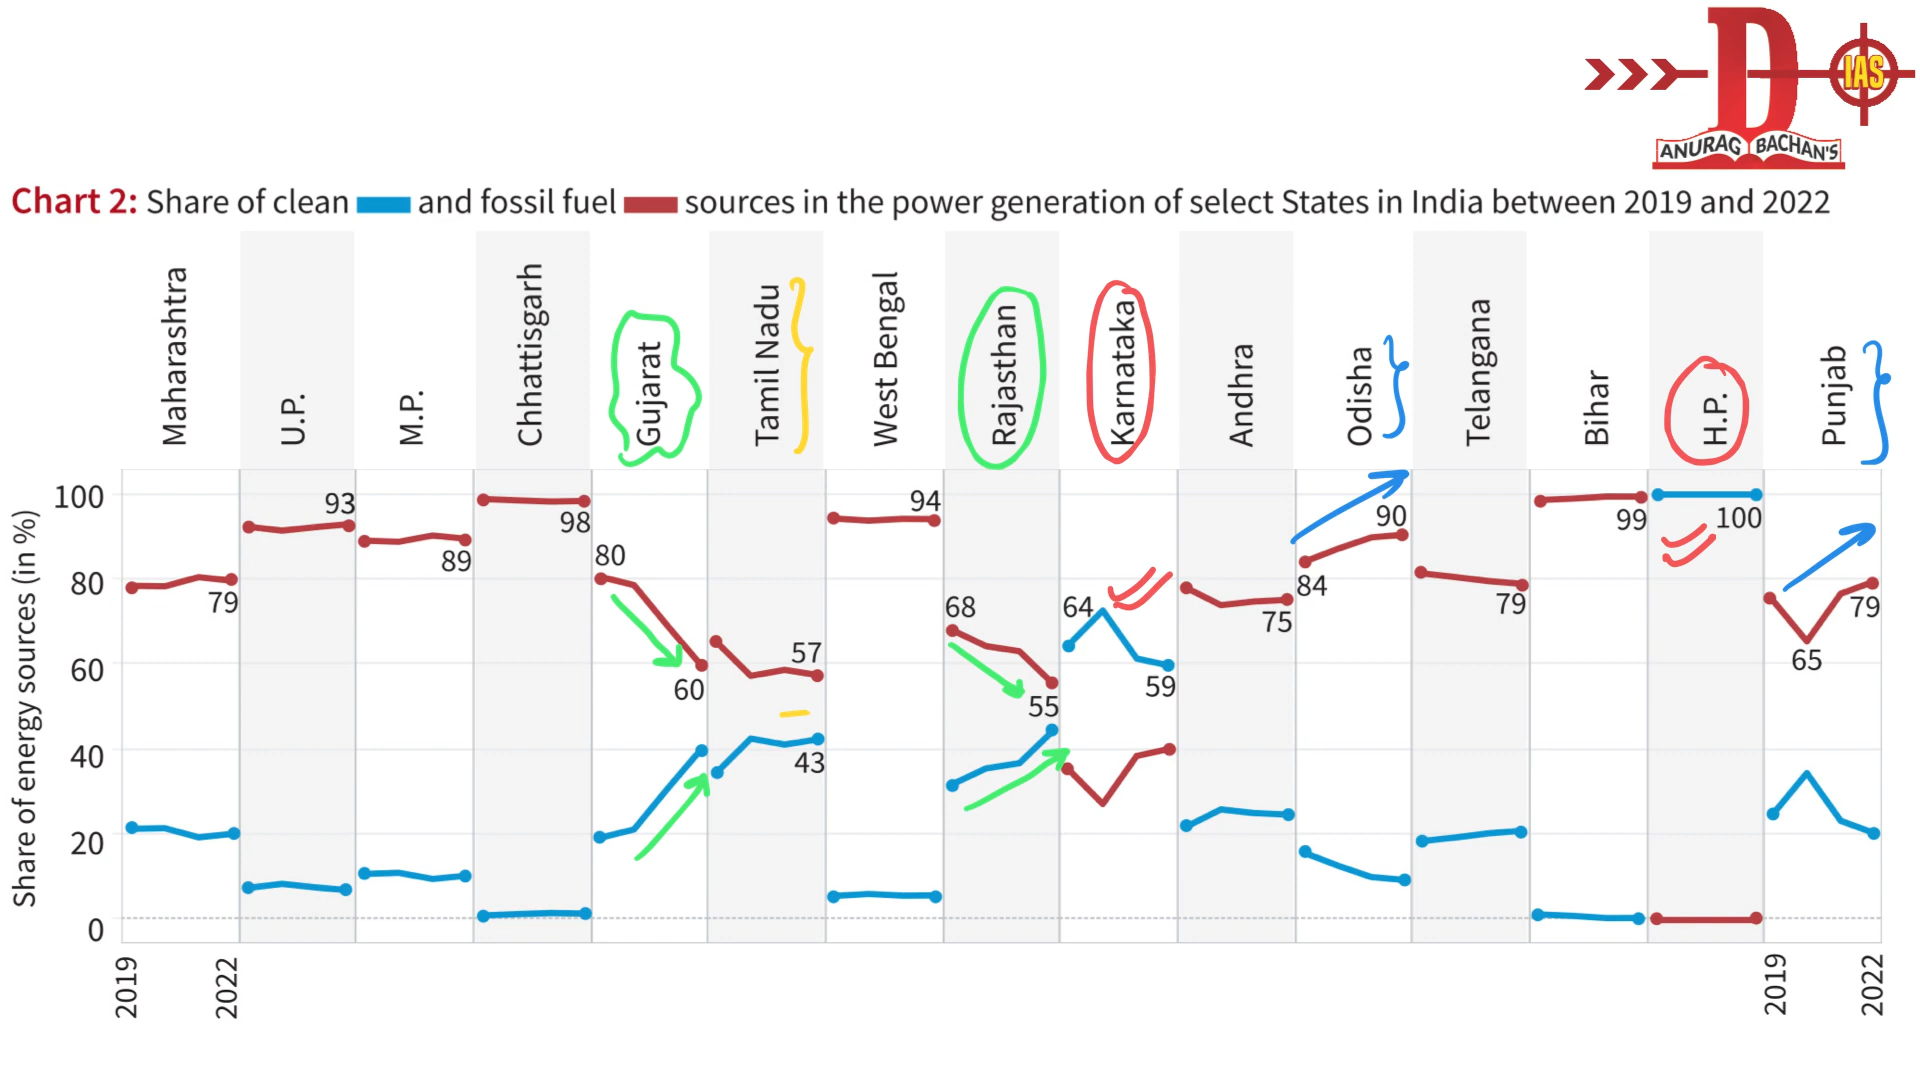 IAS
ANURAG BACHAN'S
Chart 2: Share of clean and fossil fuel sources in the power generation of select States in India between 2019 and 2022
Maharashtra
U.P.
M.P.
Chhattisgarh
Gujarat
Tamil Nadu
West Bengal
Rajasthan
Karnataka
Andhra
Odisha
Telangana
Bihar
H.P.
Punjab
Share of energy sources (in %)
100
80
60
40
20
0
79
93
89
98
80
60
57
43
94
68
55
64
59
75
84
90
79
99
100
65
79
2019
2022
2019
2022